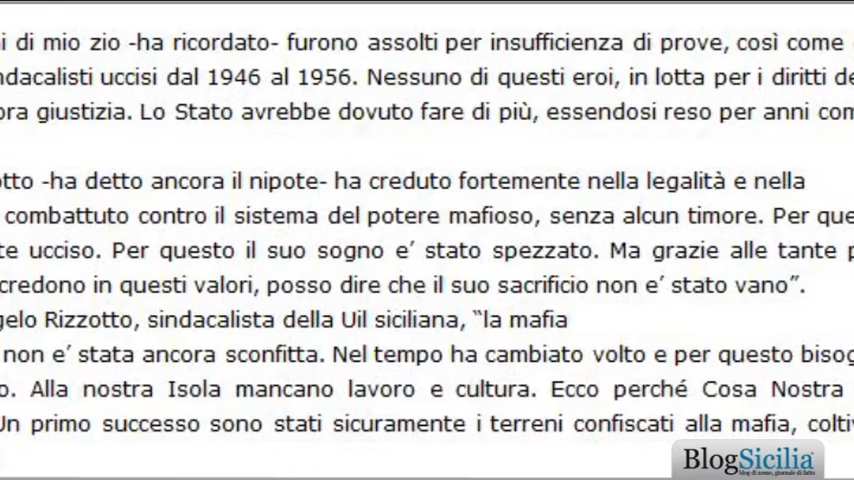 i di mio zio -ha ricordato- furono assolti per insufficienza di prove, così come
ndacalisti uccisi dal 1946 al 1956. Nessuno di questi eroi, in lotta per i diritti de
ora giustizia. Lo Stato avrebbe dovuto fare di più, essendosi reso per anni com
otto -ha detto ancora il nipote- ha creduto fortemente nella legalità e nella
combattuto contro il sistema del potere mafioso, senza alcun timore. Per que
te ucciso. Per questo il suo sogno e’ stato spezzato. Ma grazie alle tante p
credono in questi valori, posso dire che il suo sacrificio non e’ stato vano”.
gelo Rizzotto, sindacalista della Uil siciliana, “la mafia
non e’ stata ancora sconfitta. Nel tempo ha cambiato volto e per questo bisog
o. Alla nostra Isola mancano lavoro e cultura. Ecco perché Cosa Nostra
Un primo successo sono stati sicuramente i terreni confiscati alla mafia, coltiv
BlogSicilia
blog di nome, giornale di fatto